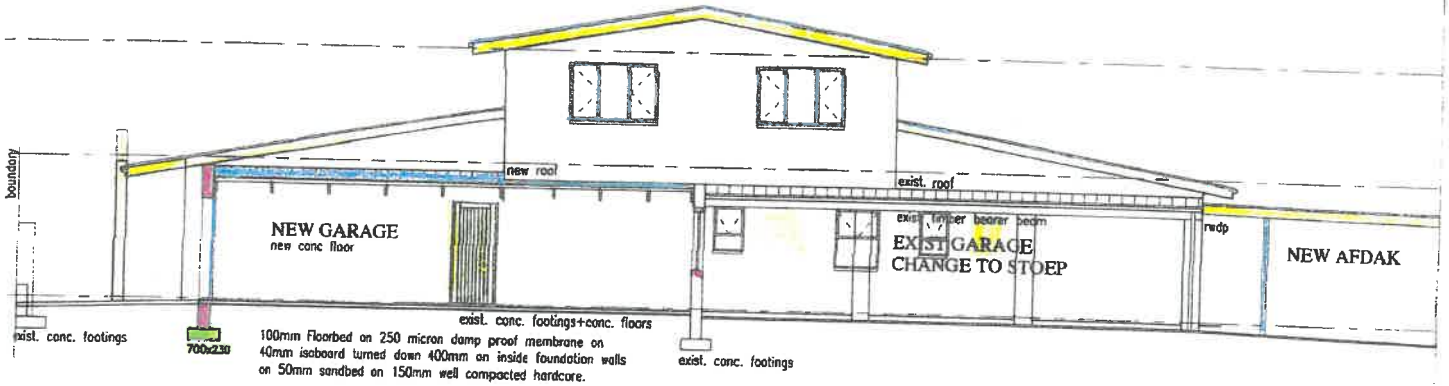 boundary
new roof
exist. roof
exist timber bearer beam
rwdp
NEW GARAGE
new conc floor
EXIST GARAGE
CHANGE TO STOEP
NEW AFDAK
exist. conc. footings
700x230
exist. conc. footings+conc. floors
100mm Floorbed on 250 micron damp proof membrane on
40mm isoboard turned down 400mm on inside foundation walls
on 50mm sandbed on 150mm well compacted hardcore.
exist. conc. footings